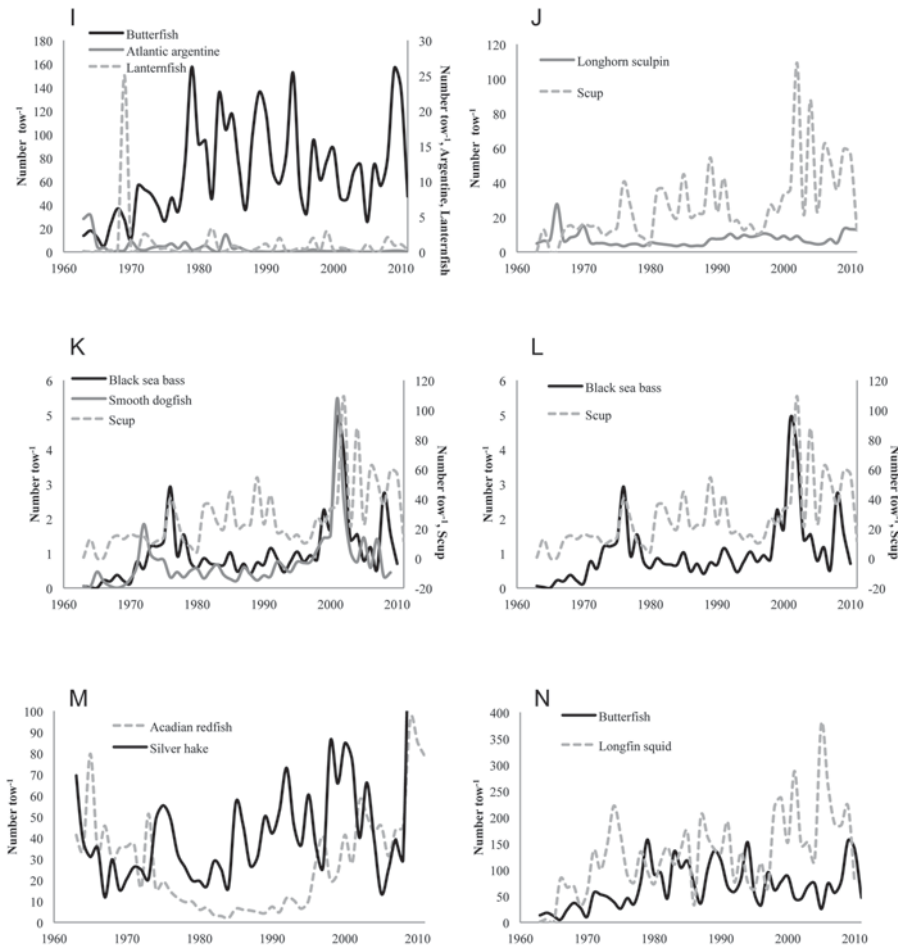 I
Butterfish
Atlantic argentine
Lanternfish
180
160
140
120
100
80
60
40
20
0
30
25
20
15
10
5
0
Number tow-1
Number tow-1, Argentine, Lanternfish
1960 1970 1980 1990 2000 2010
J
Longhorn sculpin
Scup
120
100
80
60
40
20
0
Number tow-1
1960 1970 1980 1990 2000 2010
K
Black sea bass
Smooth dogfish
Scup
6
5
4
3
2
1
0
120
100
80
60
40
20
0
-20
Number tow-1
Number tow-1, Scup
1960 1970 1980 1990 2000 2010
L
Black sea bass
Scup
6
5
4
3
2
1
0
120
100
80
60
40
20
0
-20
Number tow-1
Number tow-1, Scup
1960 1970 1980 1990 2000 2010
M
Acadian redfish
Silver hake
100
90
80
70
60
50
40
30
20
10
0
Number tow-1
1960 1970 1980 1990 2000 2010
N
Butterfish
Longfin squid
400
350
300
250
200
150
100
50
0
Number tow-1
1960 1970 1980 1990 2000 2010